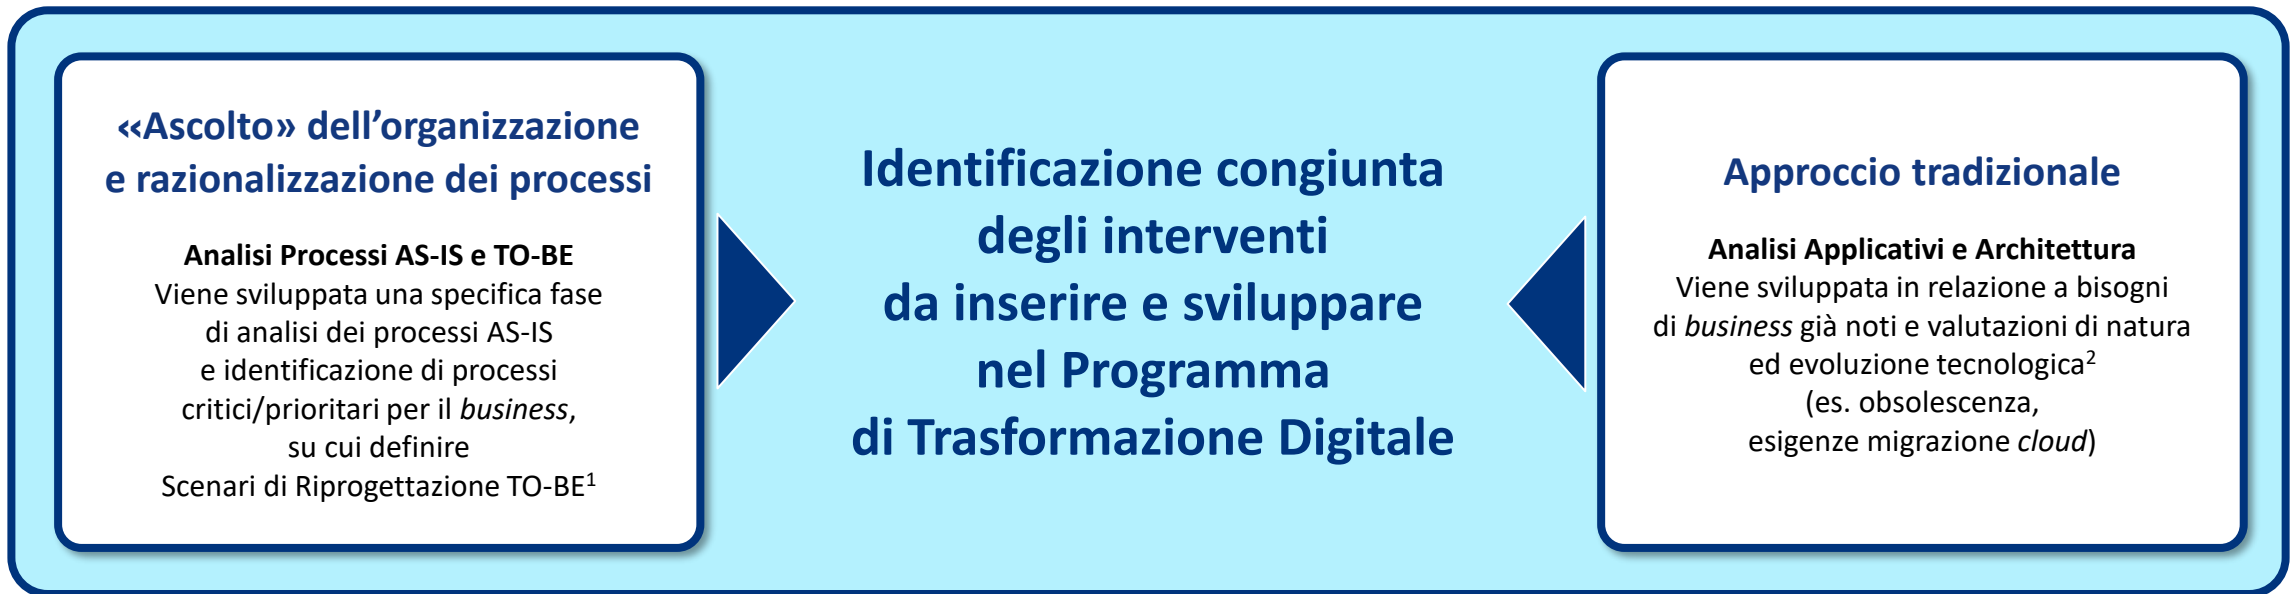 «Ascolto» dell’organizzazione
e razionalizzazione dei processi
Analisi Processi AS-IS e TO-BE
Viene sviluppata una specifica fase
di analisi dei processi AS-IS
e identificazione di processi
critici/prioritari per il business,
su cui definire
Scenari di Riprogettazione TO-BE¹
Identificazione congiunta
degli interventi
da inserire e sviluppare
nel Programma
di Trasformazione Digitale
Approccio tradizionale
Analisi Applicativi e Architettura
Viene sviluppata in relazione a bisogni
di business già noti e valutazioni di natura
ed evoluzione tecnologica²
(es. obsolescenza,
esigenze migrazione cloud)